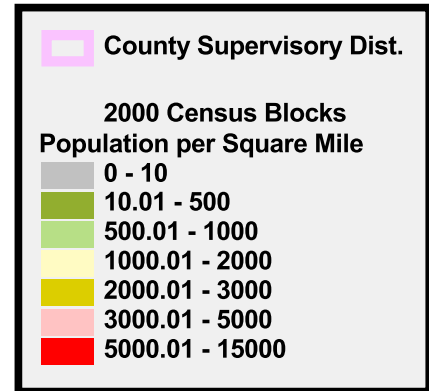 County Supervisory Dist.
2000 Census Blocks
Population per Square Mile
0 - 10
10.01 - 500
500.01 - 1000
1000.01 - 2000
2000.01 - 3000
3000.01 - 5000
5000.01 - 15000